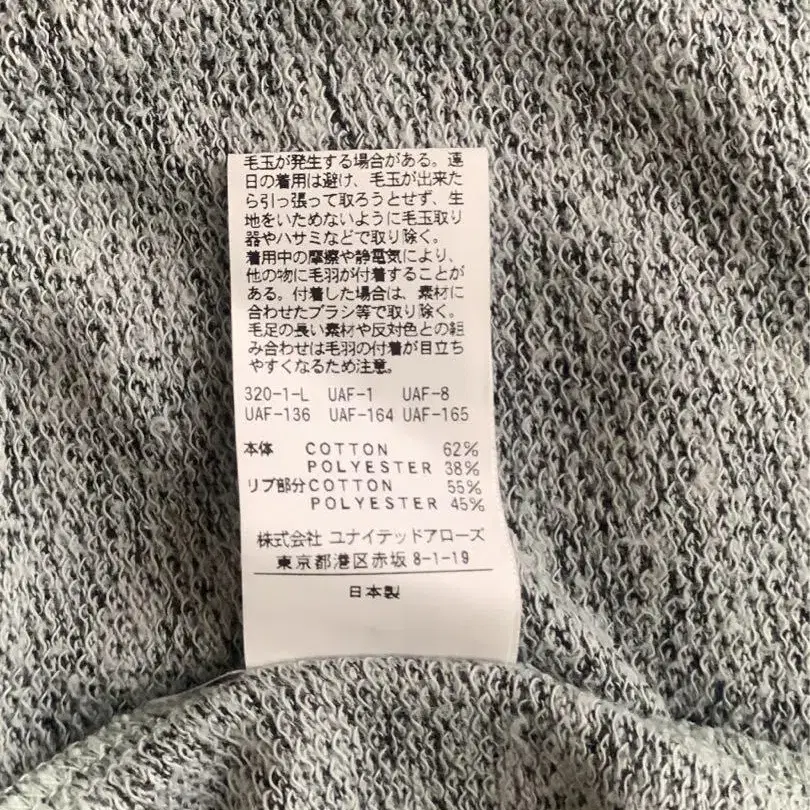 毛玉が発生する場合がある。連
日の着用は避け、毛玉が出来た
ら引っ張って取ろうとせず、生
地をいためないように毛玉取り
器やハサミなどで取り除く。
着用中の摩擦や静電気により、
他の物に毛羽が付着することが
ある。付着した場合は、素材に
合わせたブラシ等で取り除く。
毛足の長い素材や反対色との組
み合わせは毛羽の付着が目立ち
やすくなるため注意。
320-1-L UAF-1 UAF-8
UAF-136 UAF-164 UAF-165
本体 COTTON 62%
POLYESTER 38%
リブ部分COTTON 55%
POLYESTER 45%
株式会社 ユナイテッドアローズ
東京都港区赤坂 8-1-19
日本製